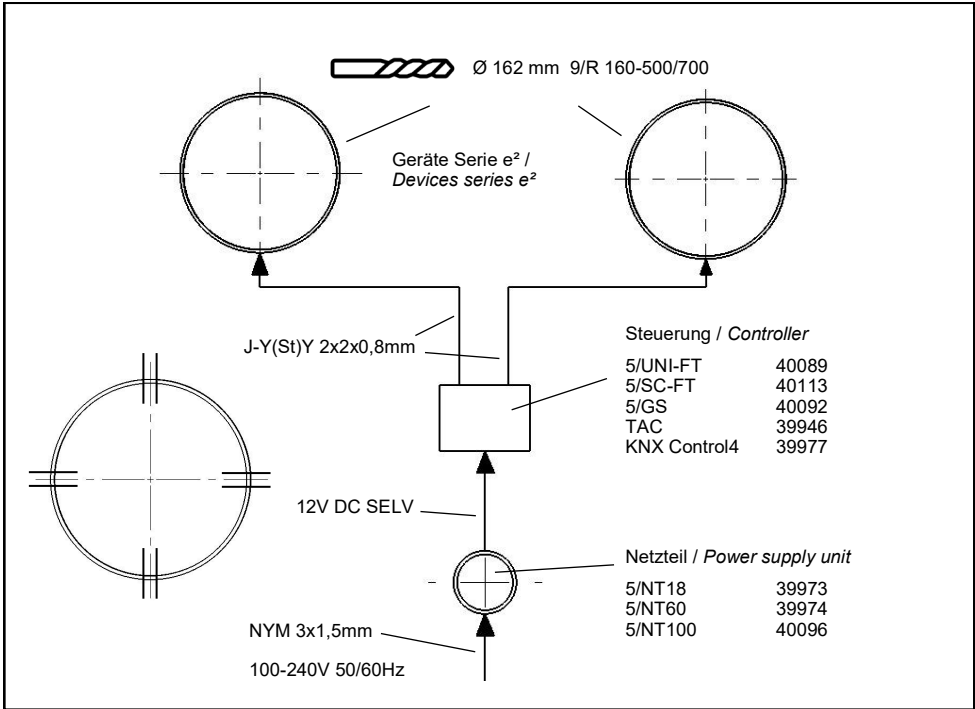 Ø 162 mm 9/R 160-500/700
Geräte Serie e² /
Devices series e²
J-Y(St)Y 2x2x0,8mm
Steuerung / Controller
5/UNI-FT 40089
5/SC-FT 40113
5/GS 40092
TAC 39946
KNX Control4 39977
12V DC SELV
Netzteil / Power supply unit
5/NT18 39973
5/NT60 39974
5/NT100 40096
NYM 3x1,5mm
100-240V 50/60Hz